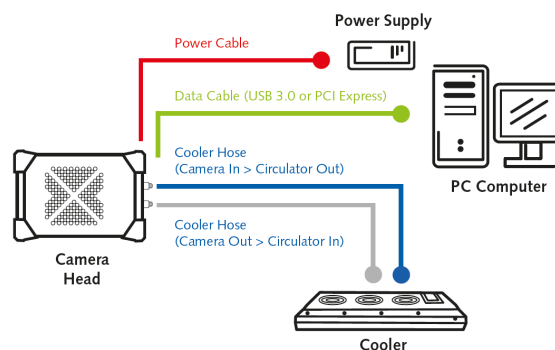 Power Supply
Power Cable
Data Cable (USB 3.0 or PCI Express)
PC Computer
Cooler Hose
(Camera In > Circulator Out)
Cooler Hose
(Camera Out > Circulator In)
Camera
Head
Cooler